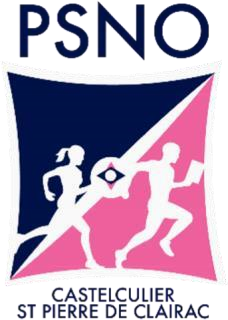 PSNO
CASTELCULIER
ST PIERRE DE CLAIRAC